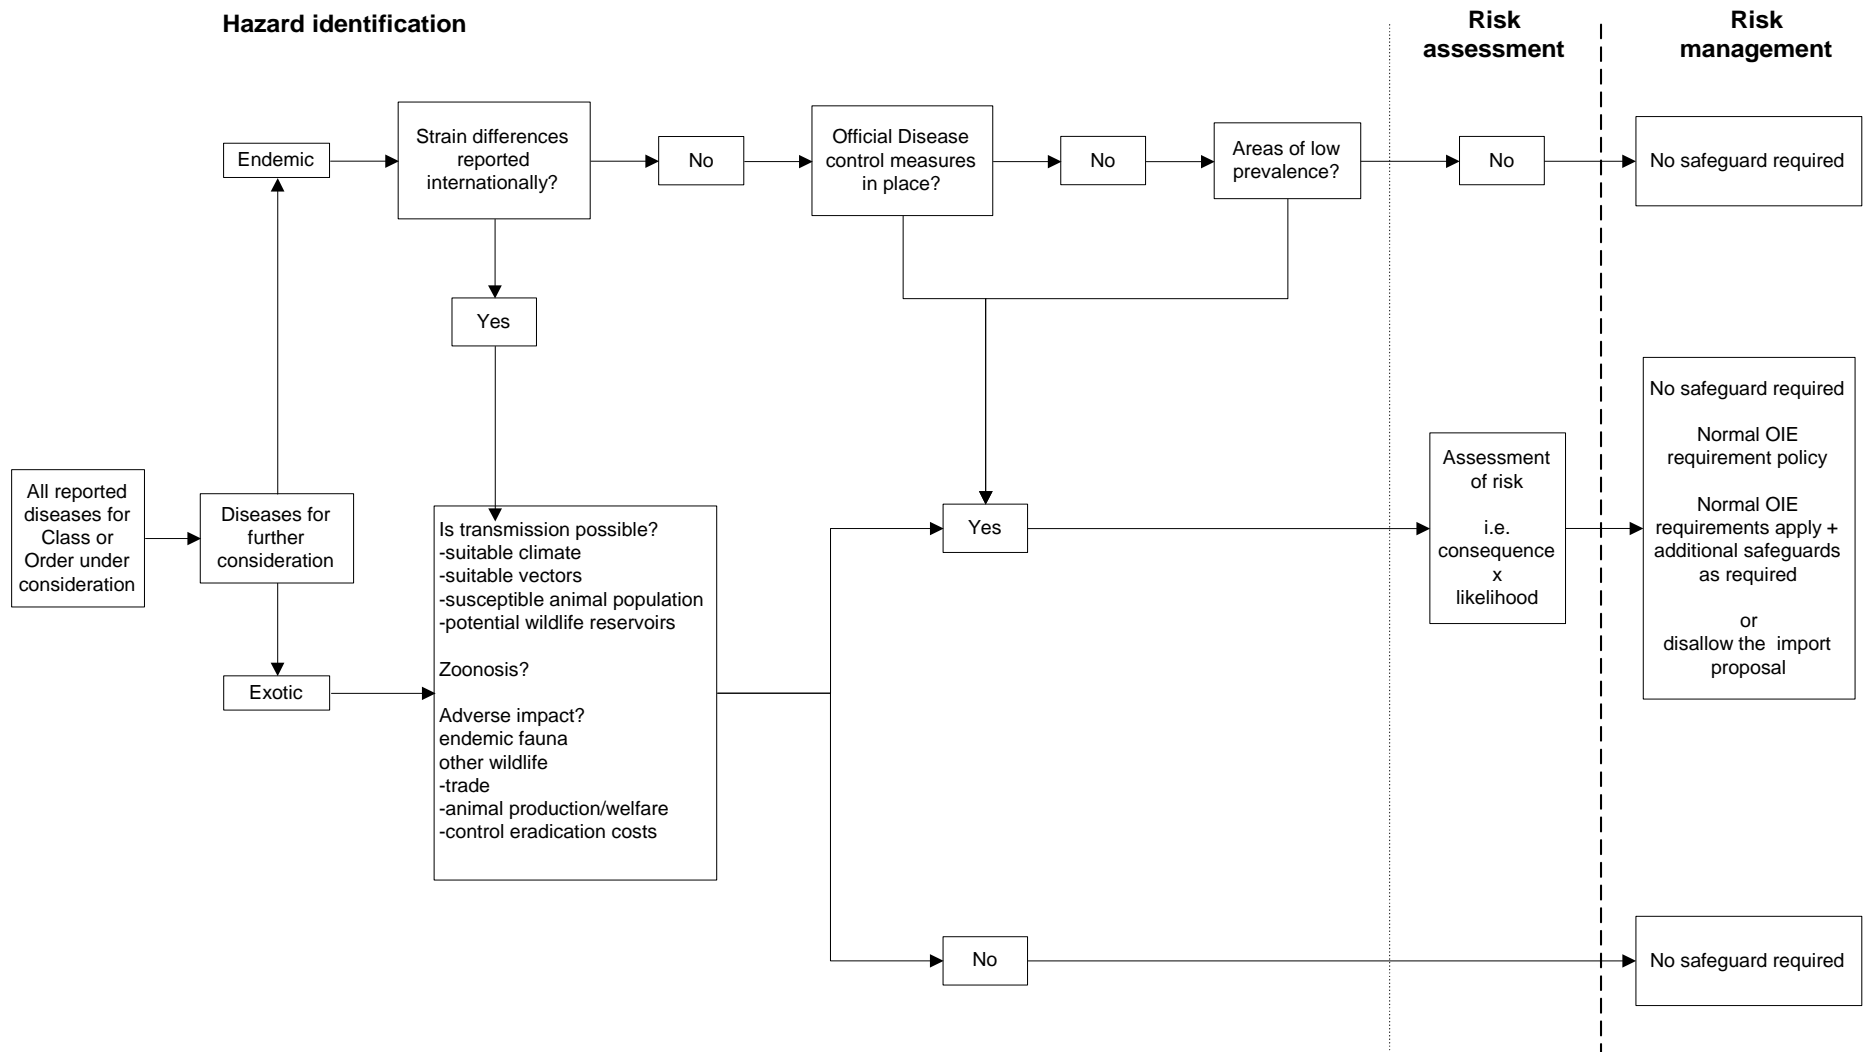 Hazard identification
Risk
assessment
Risk
management
Endemic
Strain differences
reported
internationally?
No
Official Disease
control measures
in place?
No
Areas of low
prevalence?
No
No safeguard required
Yes
All reported
diseases for
Class or
Order under
consideration
Diseases for
further
consideration
Exotic
Is transmission possible?
-suitable climate
-suitable vectors
-susceptible animal population
-potential wildlife reservoirs
Zoonosis?
Adverse impact?
endemic fauna
other wildlife
-trade
-animal production/welfare
-control eradication costs
Yes
Assessment
of risk
i.e.
consequence
x
likelihood
No safeguard required
Normal OIE
requirement policy
Normal OIE
requirements apply +
additional safeguards
as required
or
disallow the  import
proposal
No
No safeguard required